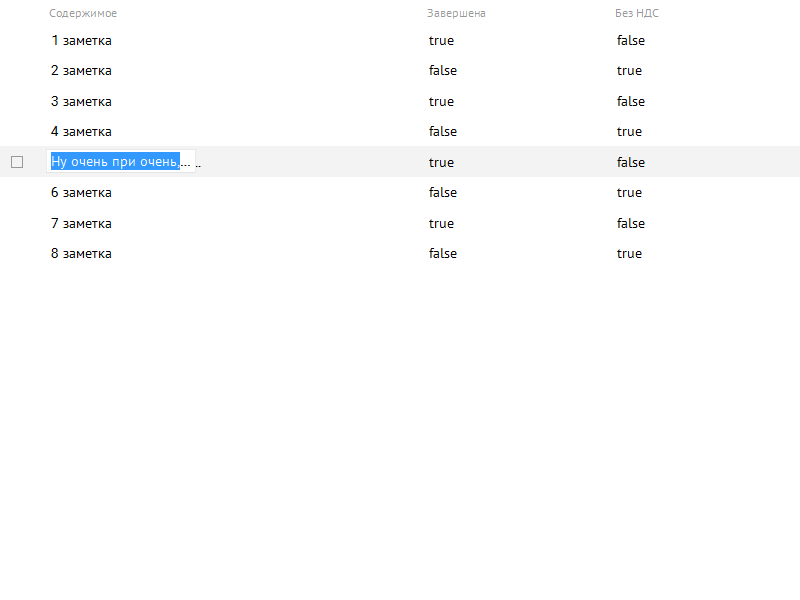 Содержимое Завершена Без НДС
1 заметка true false
2 заметка false true
3 заметка true false
4 заметка false true
Ну очень при очень,... .. true false
6 заметка false true
7 заметка true false
8 заметка false true